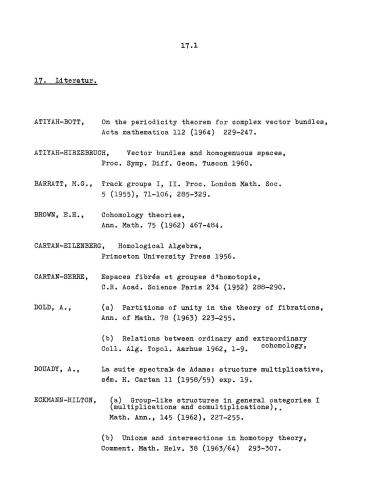 17.1
17. Literatur.
ATIYAH-BOTT, On the periodicity theorem for complex vector bundles,
Acta mathematica 112 (1964) 229-247.
ATIYAH-HIRZEBRUCH, Vector bundles and homogenuous spaces,
Proc. Symp. Diff. Geom. Tuscon 1960.
BARRATT, M.G., Track groups I, II. Proc. London Math. Soc.
5 (1955), 71-106, 285-329.
BROWN, E.H., Cohomology theories,
Ann. Math. 75 (1962) 467-484.
CARTAN-EILENBERG, Homological Algebra,
Princeton University Press 1956.
CARTAN-SERRE, Espaces fibrés et groupes d'homotopie,
C.R. Acad. Science Paris 234 (1952) 288-290.
DOLD, A., (a) Partitions of unity in the theory of fibrations,
Ann. of Math. 78 (1963) 223-255.
(b) Relations between ordinary and extraordinary
Coll. Alg. Topol. Aarhus 1962, 1-9. cohomology,
DOUADY, A., La suite spectrale de Adams: structure multiplicative,
sém. H. Cartan 11 (1958/59) exp. 19.
ECKMANN-HILTON, (a) Group-like structures in general categories I
(multiplications and comultiplications),.
Math. Ann., 145 (1962), 227-255.
(b) Unions and intersections in homotopy theory,
Comment. Math. Helv. 38 (1963/64) 293-307.